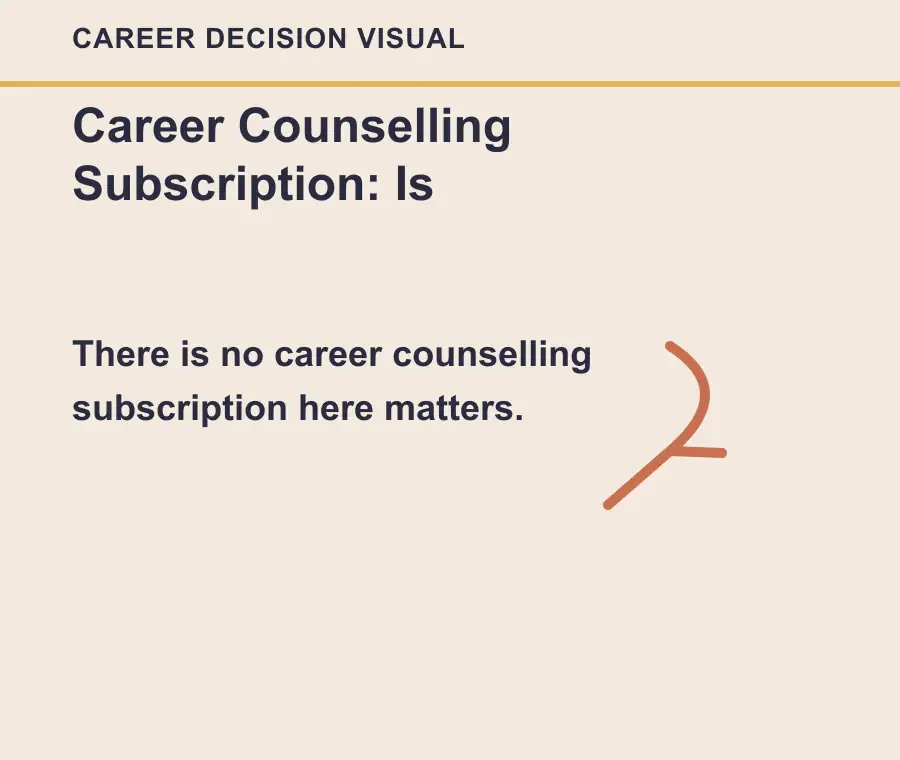 CAREER DECISION VISUAL
Career Counselling
Subscription: Is
There is no career counselling
subscription here matters.